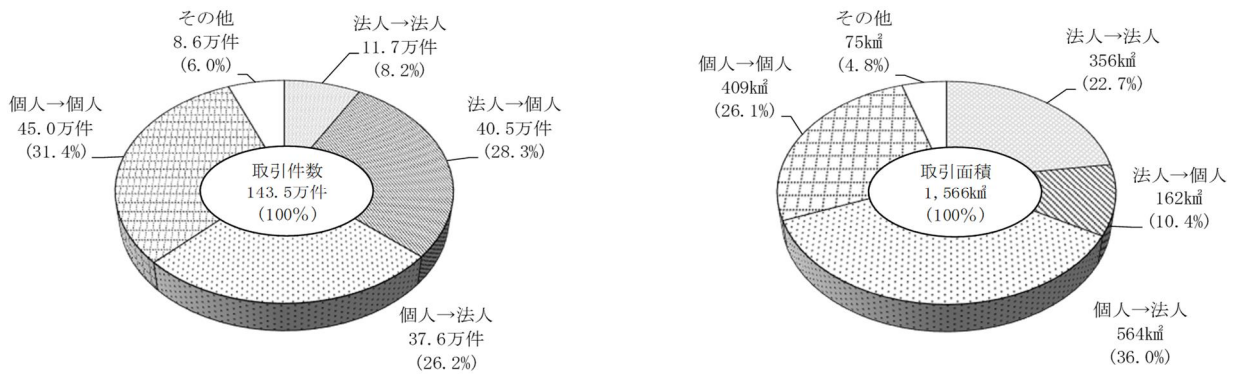 その他
8.6万件
(6.0%)
法人→法人
11.7万件
(8.2%)
法人→個人
40.5万件
(28.3%)
個人→法人
37.6万件
(26.2%)
個人→個人
45.0万件
(31.4%)
取引件数
143.5万件
(100%)
その他
75㎢
(4.8%)
法人→法人
356㎢
(22.7%)
法人→個人
162㎢
(10.4%)
個人→法人
564㎢
(36.0%)
個人→個人
409㎢
(26.1%)
取引面積
1,566㎢
(100%)